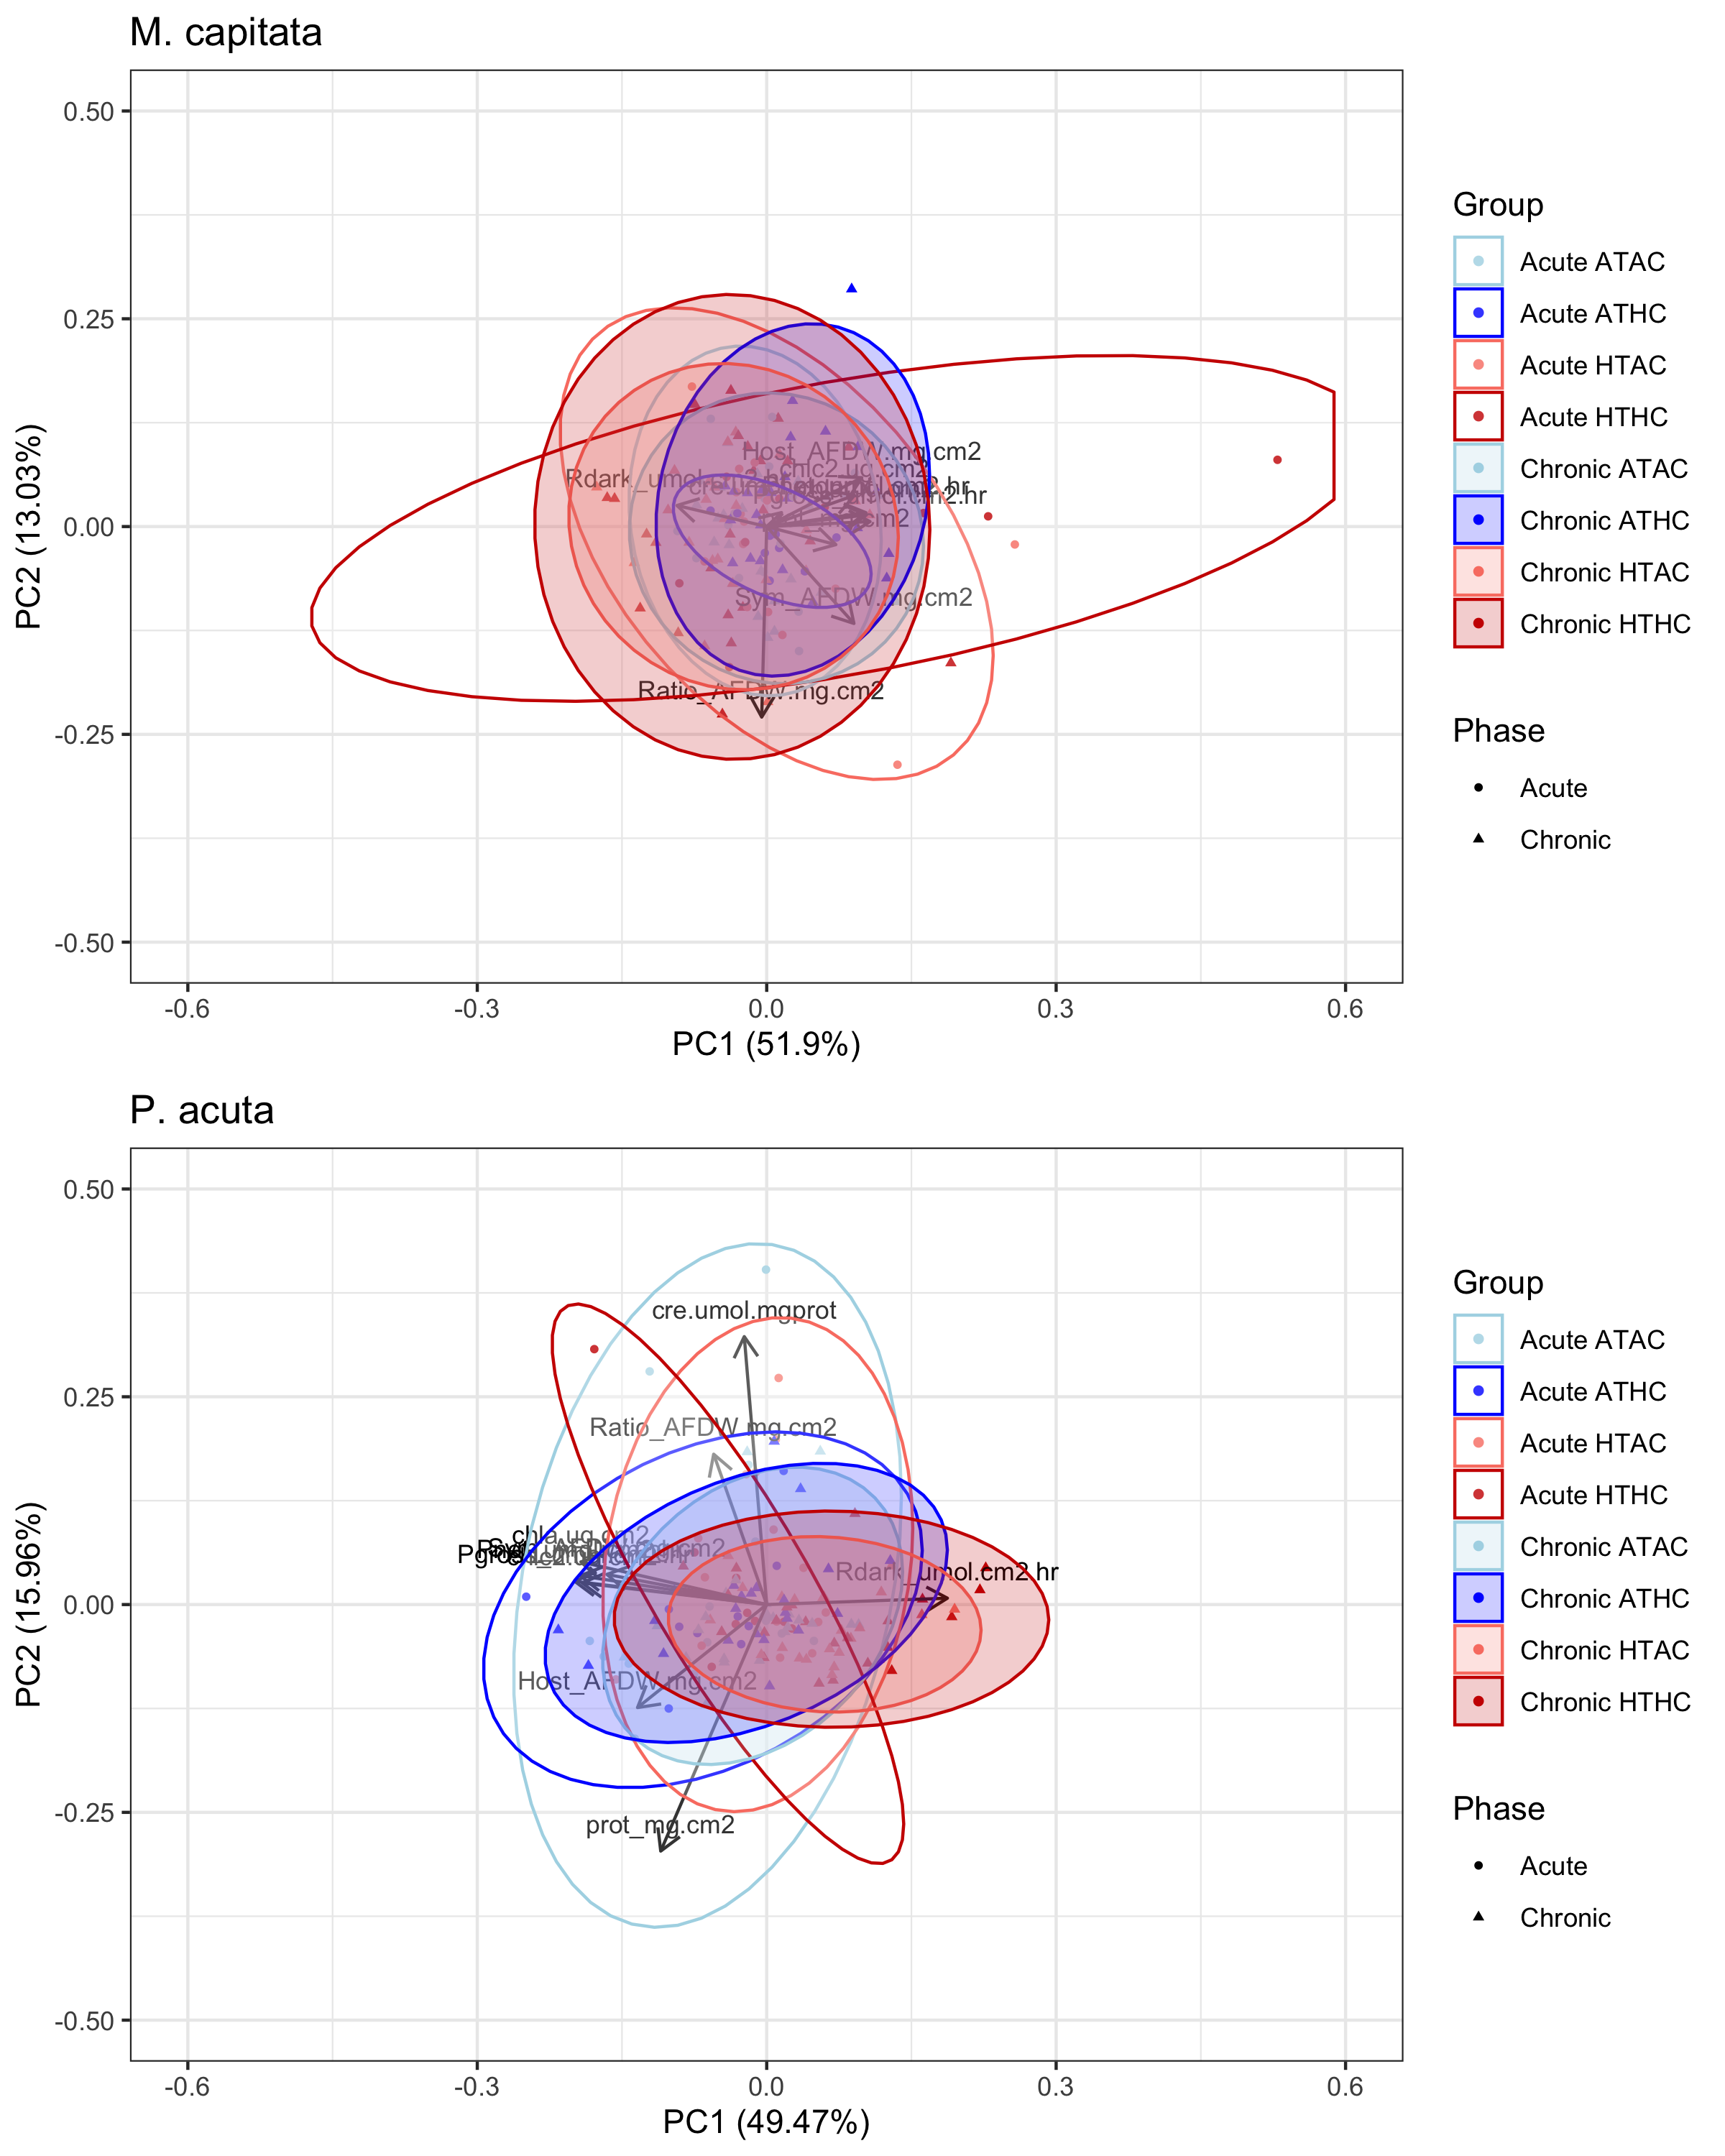 M. capitata
0.50
0.25
0.00
-0.25
-0.50
PC2 (13.03%)
Host_AFDW.mg.cm2
chlc2.ug.cm2
Sym_AFDW.mg.cm2
Ratio_AFDW.mg.cm2
-0.6
-0.3
0.0
0.3
0.6
PC1 (51.9%)
Group
Acute ATAC
Acute ATHC
Acute HTAC
Acute HTHC
Chronic ATAC
Chronic ATHC
Chronic HTAC
Chronic HTHC
Phase
Acute
Chronic
P. acuta
0.50
0.25
0.00
-0.25
-0.50
PC2 (15.96%)
cre.umol.mgprot
Ratio_AFDW.mg.cm2
chla.ug.cm2
Rdark_umol.cm2.hr
Host_AFDW.mg.cm2
prot_mg.cm2
-0.6
-0.3
0.0
0.3
0.6
PC1 (49.47%)
Group
Acute ATAC
Acute ATHC
Acute HTAC
Acute HTHC
Chronic ATAC
Chronic ATHC
Chronic HTAC
Chronic HTHC
Phase
Acute
Chronic